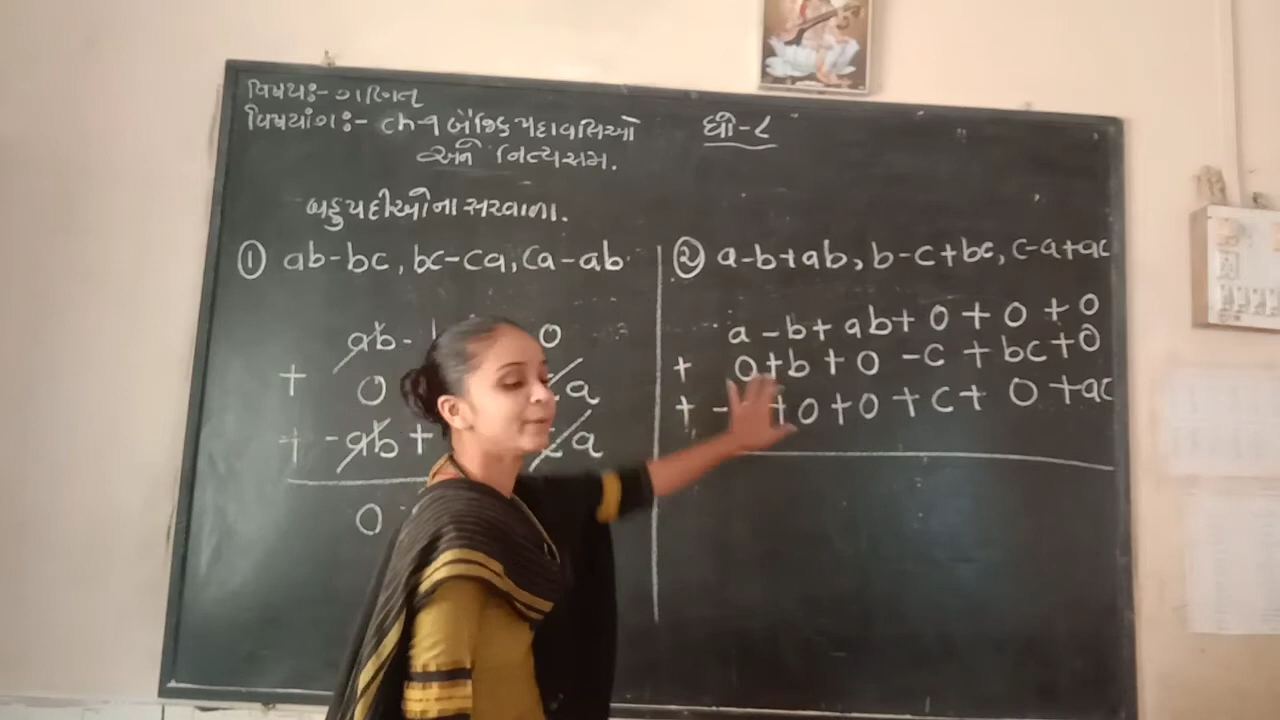 વિષય:- ગણિત
વિષયાંગ:- ch-9 બૈજિક પદાવલિઓ
અને નિત્યસમ.
ધો-૮
બહુપદીઓના સરવાળા.
① ab-bc, bc-ca, ca-ab.
ab- 0
+ 0 a
+ -ab + a
0
② a-b+ab, b-c+bc, c-a+ac
a -b+ ab+ 0 + 0 + 0
+ 0+b + 0 -c + bc+0
+ - +0 +0 + c + 0 +ac